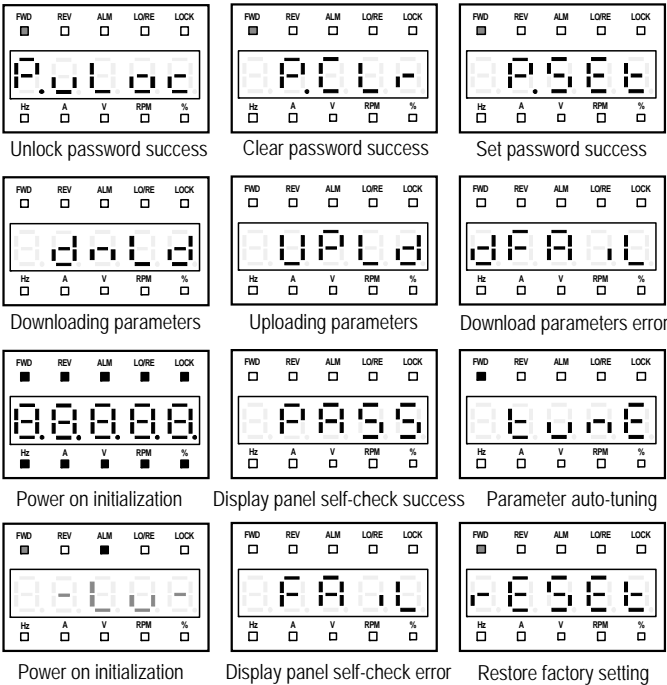 FWD REV ALM LO/RE LOCK FWD REV ALM LO/RE LOCK FWD REV ALM LO/RE LOCK
P.uLoc P.CLr P.SEt
Hz A V RPM % Hz A V RPM % Hz A V RPM %
Unlock password success Clear password success Set password success
FWD REV ALM LO/RE LOCK FWD REV ALM LO/RE LOCK FWD REV ALM LO/RE LOCK
dnLd UPLd dFAiL
Hz A V RPM % Hz A V RPM % Hz A V RPM %
Downloading parameters Uploading parameters Download parameters error
FWD REV ALM LO/RE LOCK FWD REV ALM LO/RE LOCK FWD REV ALM LO/RE LOCK
8.8.8.8.8. PASS tunE
Hz A V RPM % Hz A V RPM % Hz A V RPM %
Power on initialization Display panel self-check success Parameter auto-tuning
FWD REV ALM LO/RE LOCK FWD REV ALM LO/RE LOCK FWD REV ALM LO/RE LOCK
-Lu- FAiL rESEt
Hz A V RPM % Hz A V RPM % Hz A V RPM %
Power on initialization Display panel self-check error Restore factory setting